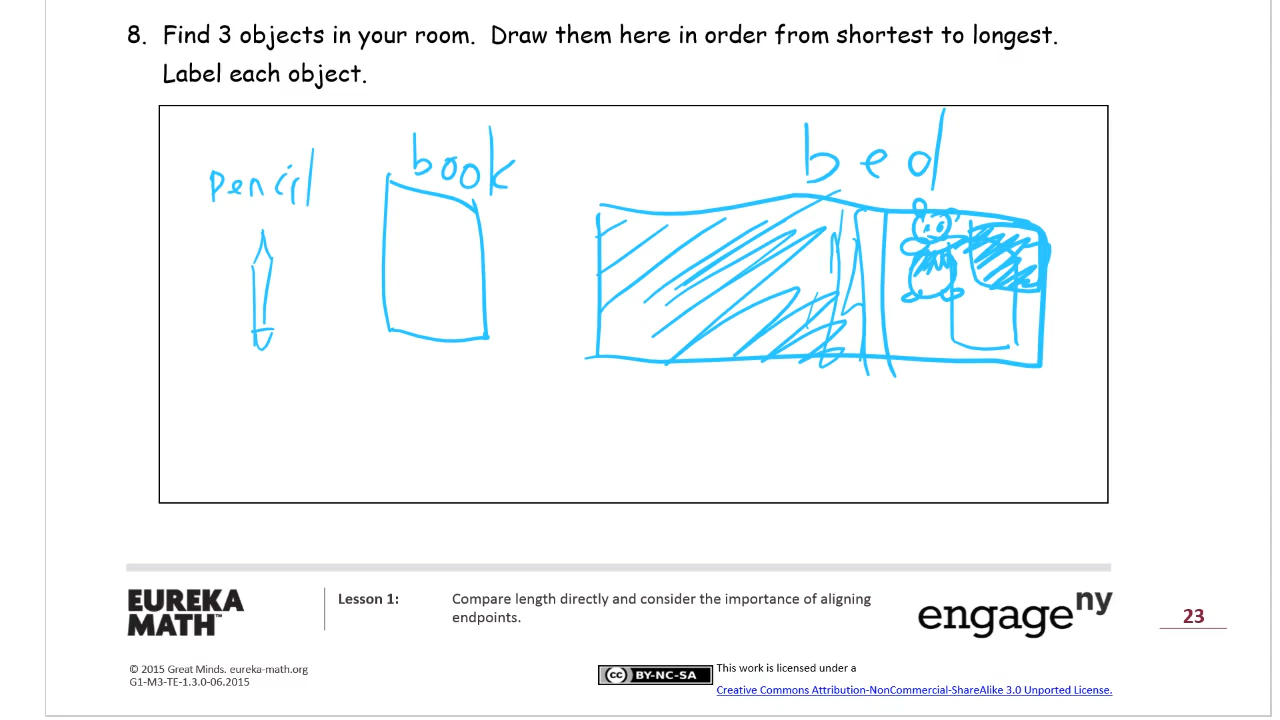 8. Find 3 objects in your room. Draw them here in order from shortest to longest.
Label each object.
pencil
book
bed
EUREKA
MATH™
Lesson 1:
Compare length directly and consider the importance of aligning
endpoints.
engageny
23
© 2015 Great Minds. eureka-math.org
G1-M3-TE-1.3.0-06.2015
cc BY-NC-SA
This work is licensed under a
Creative Commons Attribution-NonCommercial-ShareAlike 3.0 Unported License.